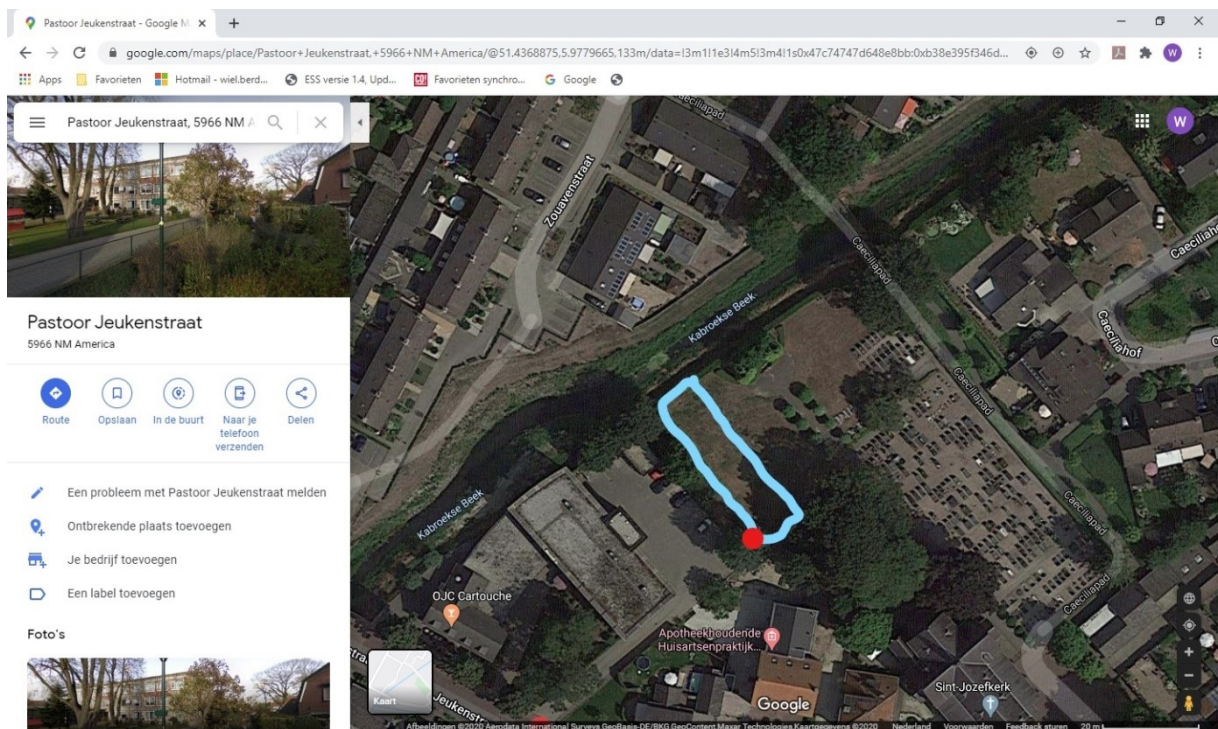 Pastoor Jeukenstraat - Google M
google.com/maps/place/Pastoor+Jeukenstraat,+5966+NM+America/@51.4368875,5.9779665,133m/data=!3m1!1e3!4m5!3m4!1s0x47c74747d648e8bb:0xb38e395f346d...
W
Apps
Favorieten
Hotmail - wiel.berd...
ESS versie 1.4, Upd...
Favorieten synchro...
Google
Pastoor Jeukenstraat, 5966 NM A
W
Pastoor Jeukenstraat
5966 NM America
Route
Opslaan
In de buurt
Naar je
telefoon
verzenden
Delen
Een probleem met Pastoor Jeukenstraat melden
Ontbrekende plaats toevoegen
Je bedrijf toevoegen
Een label toevoegen
Foto's
Caeciliapad
Zouavenstraat
Caeciliapad
Caeciliahof
Caeciliahof
Kabroekse Beek
Caeciliapad
Kabroekse Beek
Caeciliapad
Caeciliapad
OJC Cartouche
Apotheekhoudende
Huisartsenpraktijk...
Sint-Jozefkerk
Kaart
Jeukenstr
Google
Afbeeldingen ©2020 Aerodata International Surveys GeoBasis-DE/BKG GeoContent Maxar Technologies Kaartgegevens ©2020
Nederland
Voorwaarden
Feedback sturen
20 m